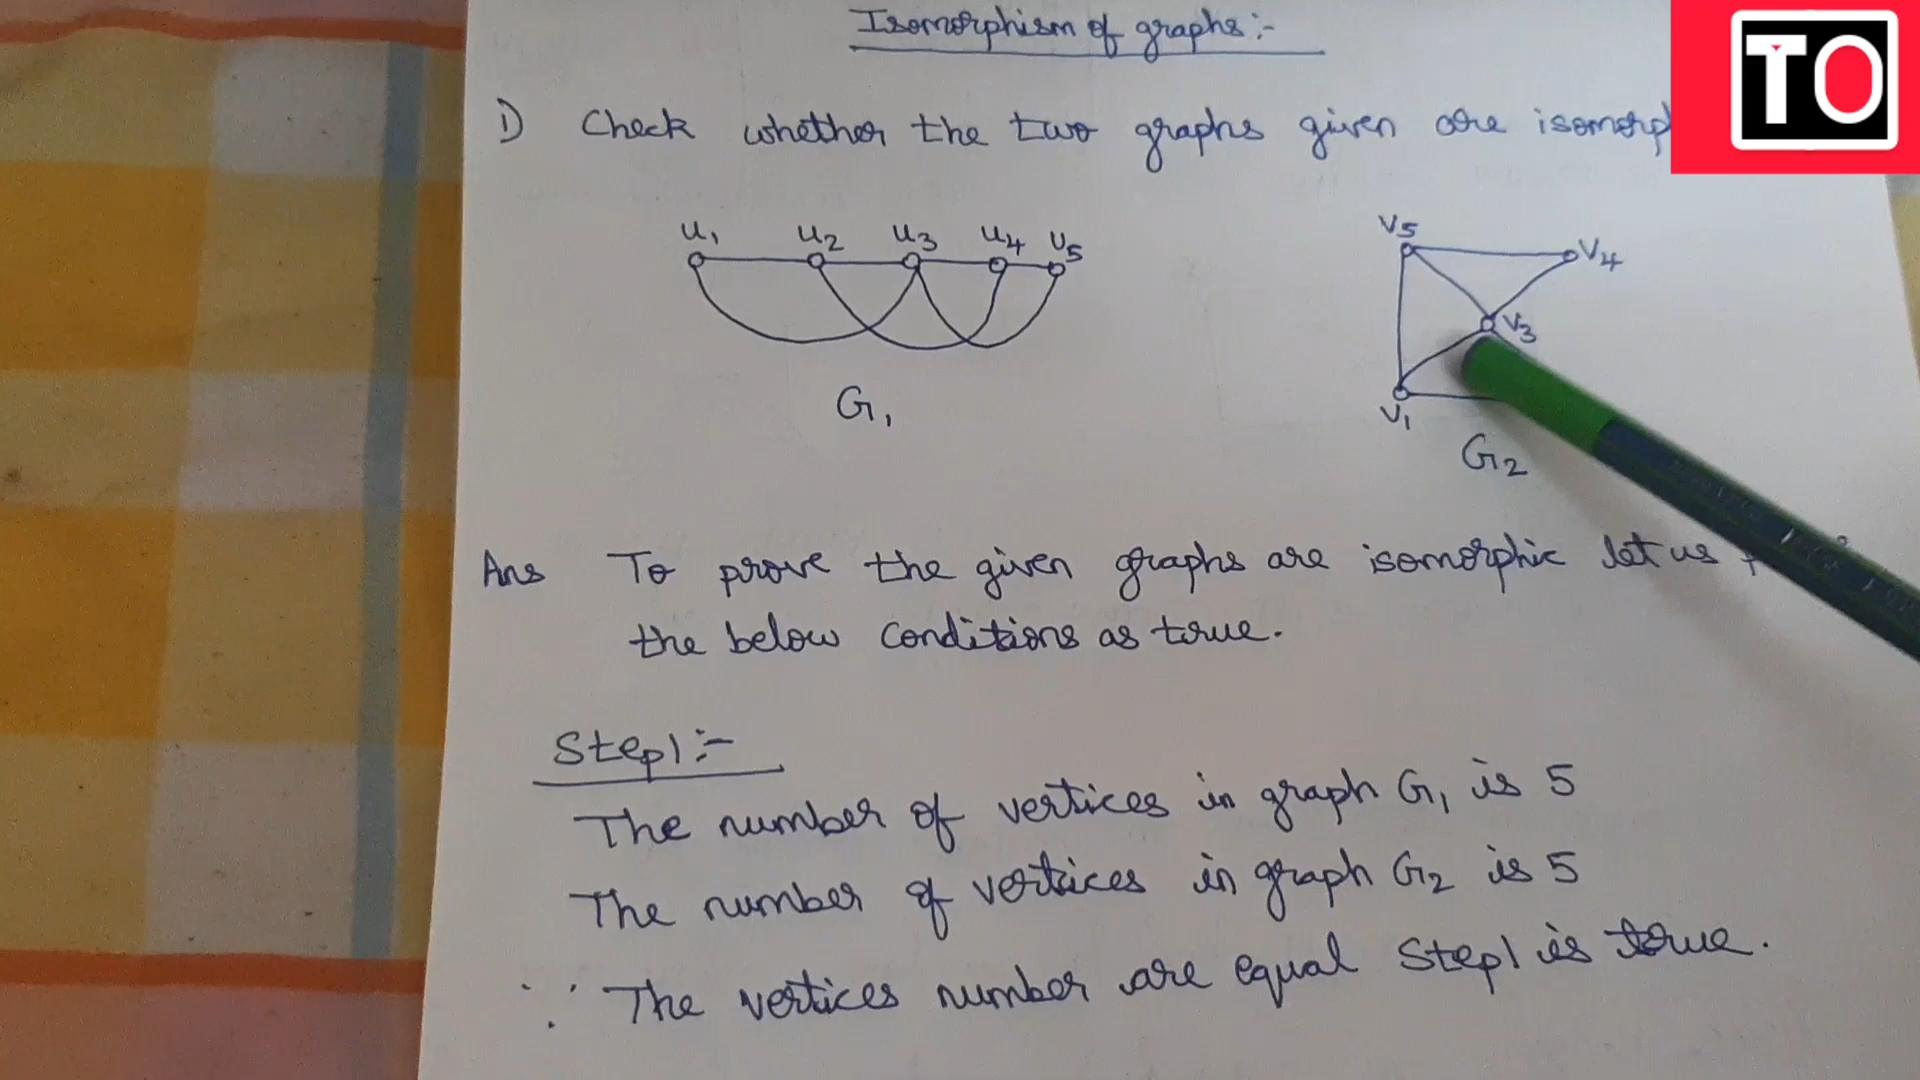 Isomorphism of graphs:-
TO
1) Check whether the two graphs given are isomorp
u1 u2 u3 u4 u5
V5 V4
V3
V1
G1
G2
Ans To prove the given graphs are isomorphic let us
the below conditions as true.
Step1:-
The number of vertices in graph G1 is 5
The number of vertices in graph G2 is 5
∴ The vertices number are equal Step1 is true.